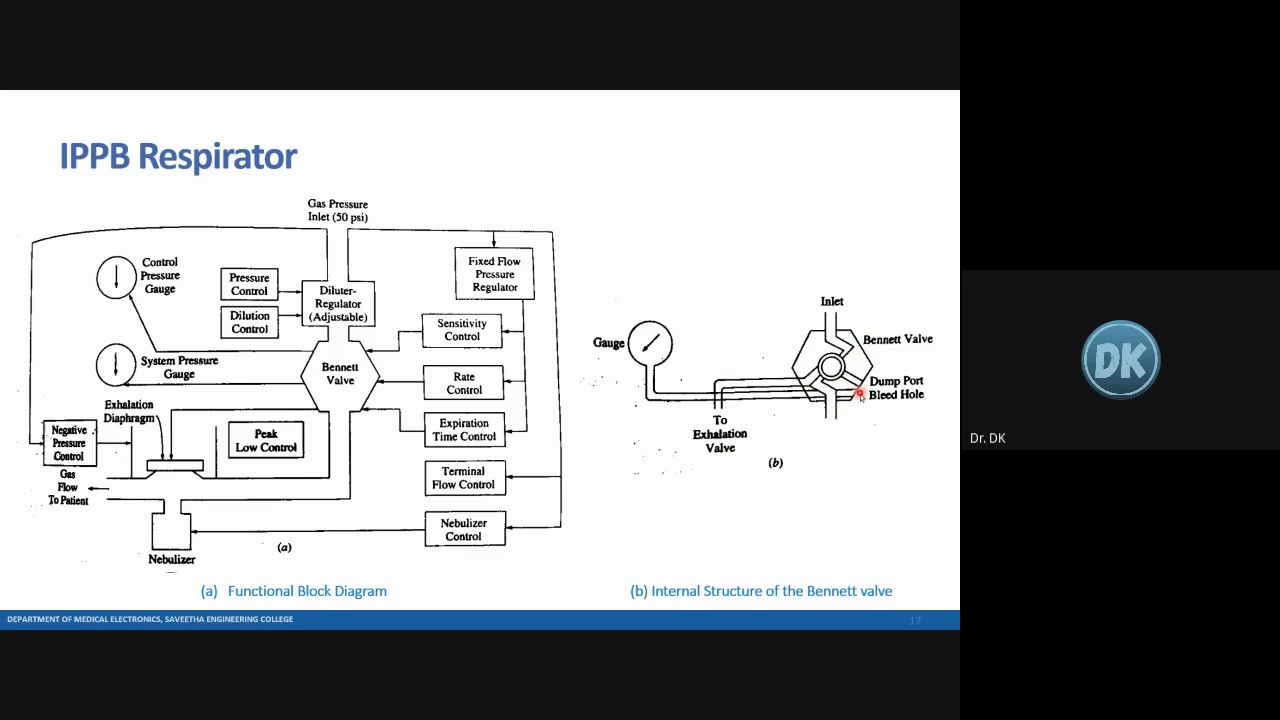 IPPB Respirator
Gas Pressure
Inlet (50 psi)
Control
Pressure
Gauge
Pressure
Control
Dilution
Control
Diluter-
Regulator
(Adjustable)
Fixed Flow
Pressure
Regulator
Sensitivity
Control
System Pressure
Gauge
Bennett
Valve
Rate
Control
Exhalation
Diaphragm
Negative
Pressure
Control
Peak
Low Control
Expiration
Time Control
Gas
Flow
To Patient
Terminal
Flow Control
Nebulizer
Control
Nebulizer
(a)
Inlet
Gauge
Bennett Valve
Dump Port
Bleed Hole
To
Exhalation
Valve
(b)
(a) Functional Block Diagram
(b) Internal Structure of the Bennett valve
DEPARTMENT OF MEDICAL ELECTRONICS, SAVEETHA ENGINEERING COLLEGE
17
DK
Dr. DK